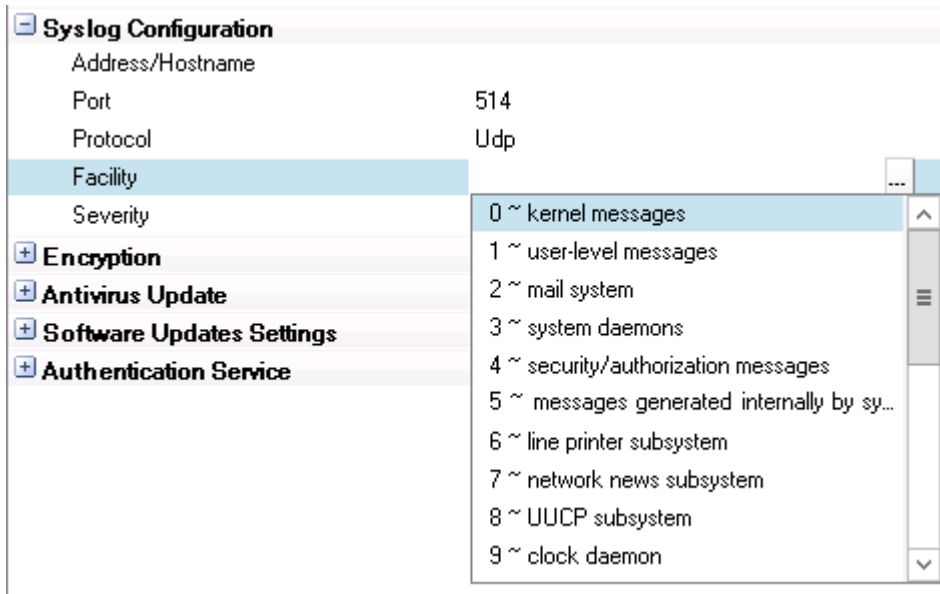 Syslog Configuration
Address/Hostname
Port 514
Protocol Udp
Facility ...
Severity
Encryption
Antivirus Update
Software Updates Settings
Authentication Service
0 ~ kernel messages
1 ~ user-level messages
2 ~ mail system
3 ~ system daemons
4 ~ security/authorization messages
5 ~ messages generated internally by sy...
6 ~ line printer subsystem
7 ~ network news subsystem
8 ~ UUCP subsystem
9 ~ clock daemon